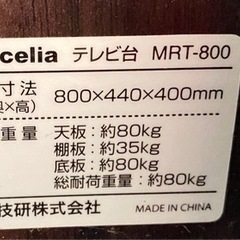 celia テレビ台 MRT-800
寸法 800×440×400mm
×高)
重量 天板：約80kg
棚板：約35kg
底板：約80kg
総耐荷重量：約80kg
技研株式会社 MADE IN CHINA